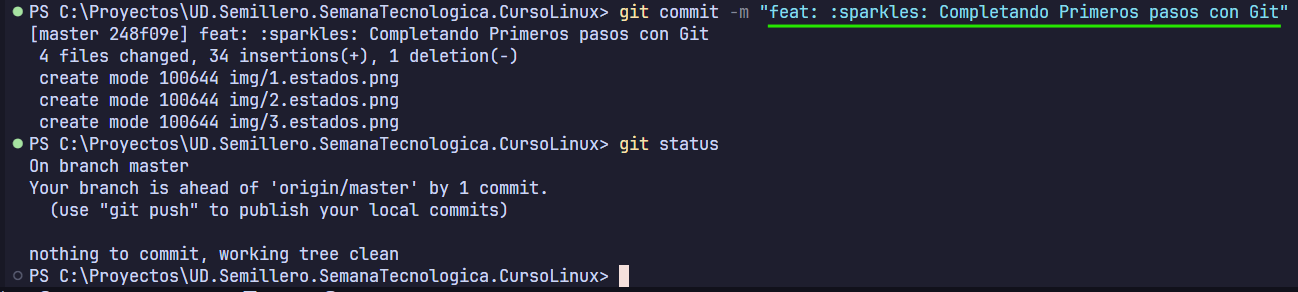 PS C:\Proyectos\UD.Semillero.SemanaTecnologica.CursoLinux> git commit -m "feat: :sparkles: Completando Primeros pasos con Git"
[master 248f09e] feat: :sparkles: Completando Primeros pasos con Git
4 files changed, 34 insertions(+), 1 deletion(-)
create mode 100644 img/1.estados.png
create mode 100644 img/2.estados.png
create mode 100644 img/3.estados.png
PS C:\Proyectos\UD.Semillero.SemanaTecnologica.CursoLinux> git status
On branch master
Your branch is ahead of 'origin/master' by 1 commit.
(use "git push" to publish your local commits)
nothing to commit, working tree clean
PS C:\Proyectos\UD.Semillero.SemanaTecnologica.CursoLinux>